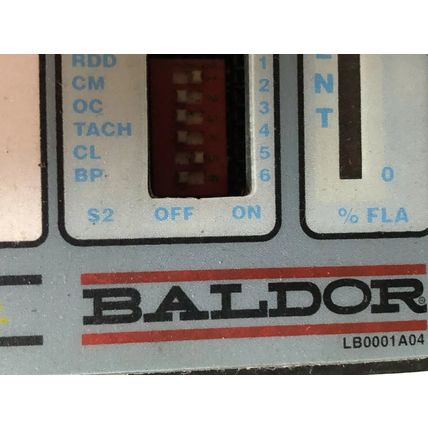 RDD 1
CM 2
OC 3
TACH 4
CL 5
BP 6
S2 OFF ON
E
N
T
0
% FLA
BALDOR®
LB0001A04